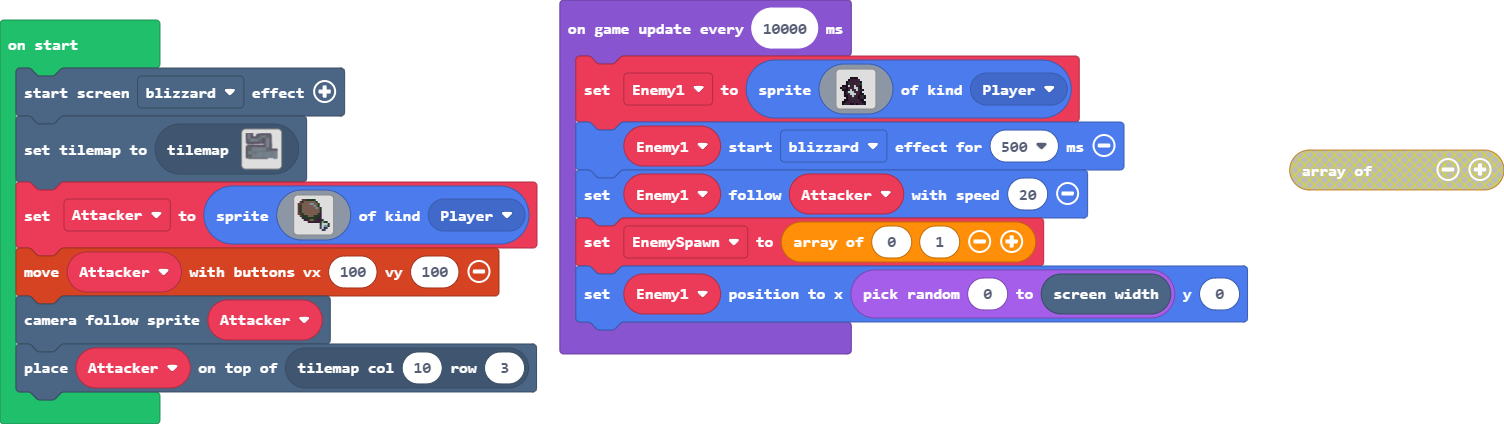 on start
start screen blizzard effect
set tilemap to tilemap
set Attacker to sprite of kind Player
move Attacker with buttons vx 100 vy 100
camera follow sprite Attacker
place Attacker on top of tilemap col 10 row 3
on game update every 10000 ms
set Enemy1 to sprite of kind Player
Enemy1 start blizzard effect for 500 ms
set Enemy1 follow Attacker with speed 20
set EnemySpawn to array of 0 1
set Enemy1 position to x pick random 0 to screen width y 0
array of